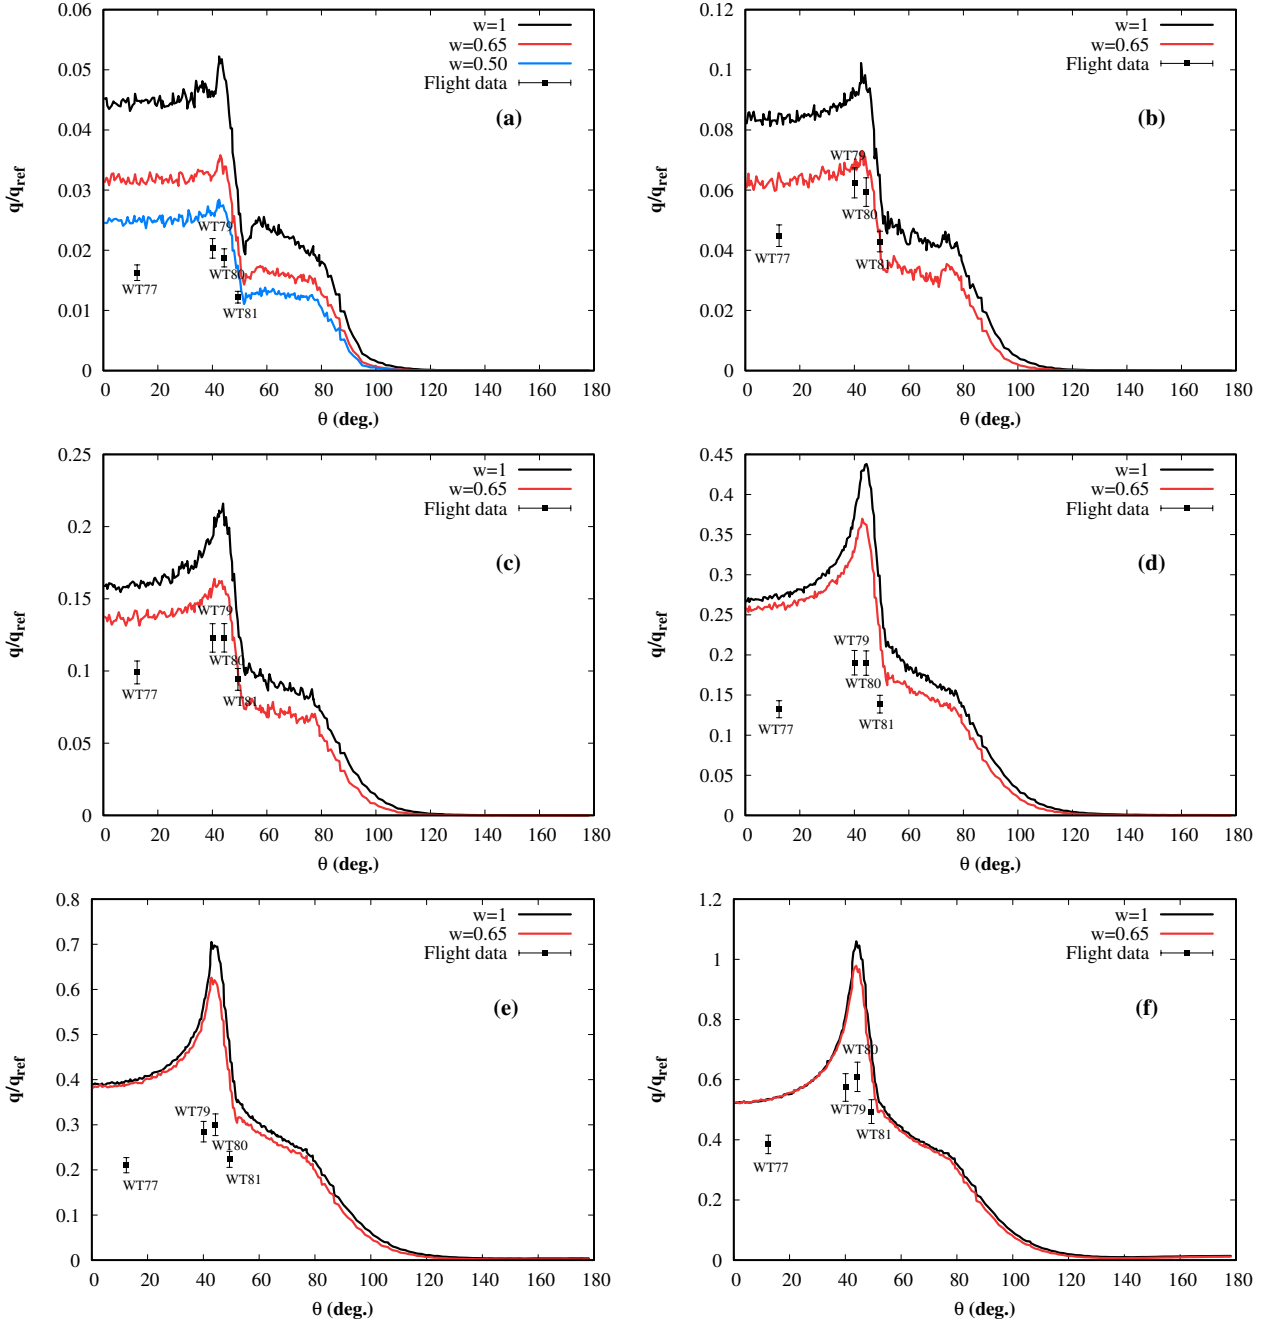 0.06
0.05
0.04
0.03
0.02
0.01
0
q/q_ref
w=1
w=0.65
w=0.50
Flight data
(a)
WT79
WT80
WT77
WT81
0 20 40 60 80 100 120 140 160 180
θ (deg.)
0.12
0.1
0.08
0.06
0.04
0.02
0
q/q_ref
w=1
w=0.65
Flight data
(b)
WT79
WT80
WT77
WT81
0 20 40 60 80 100 120 140 160 180
θ (deg.)
0.25
0.2
0.15
0.1
0.05
0
q/q_ref
w=1
w=0.65
Flight data
(c)
WT79
WT80
WT77
WT81
0 20 40 60 80 100 120 140 160 180
θ (deg.)
0.45
0.4
0.35
0.3
0.25
0.2
0.15
0.1
0.05
0
q/q_ref
w=1
w=0.65
Flight data
(d)
WT79
WT80
WT77
WT81
0 20 40 60 80 100 120 140 160 180
θ (deg.)
0.8
0.7
0.6
0.5
0.4
0.3
0.2
0.1
0
q/q_ref
w=1
w=0.65
Flight data
(e)
WT79
WT80
WT77
WT81
0 20 40 60 80 100 120 140 160 180
θ (deg.)
1.2
1
0.8
0.6
0.4
0.2
0
q/q_ref
w=1
w=0.65
Flight data
(f)
WT80
WT79
WT81
WT77
0 20 40 60 80 100 120 140 160 180
θ (deg.)